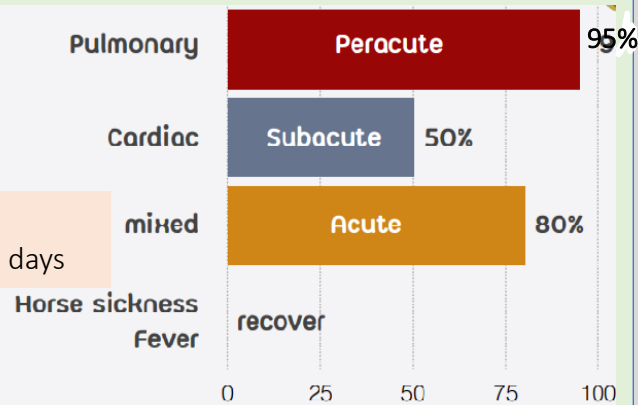 Pulmonary Peracute 95%
Cardiac Subacute 50%
mixed Acute 80%
days
Horse sickness
Fever
recover
0 25 50 75 100